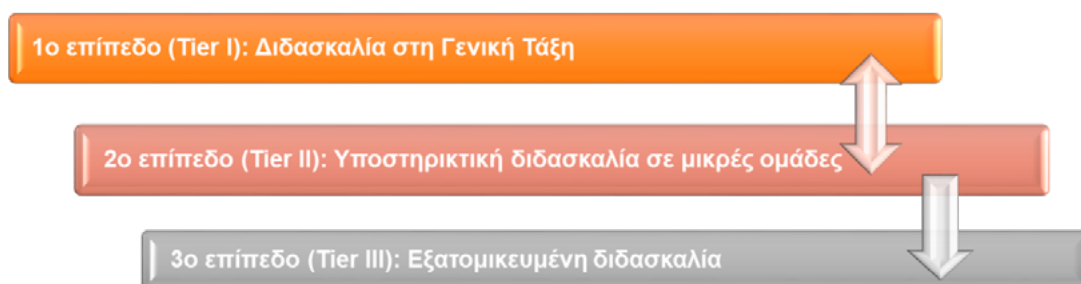 1ο επίπεδο (Tier I): Διδασκαλία στη Γενική Τάξη
2ο επίπεδο (Tier II): Υποστηρικτική διδασκαλία σε μικρές ομάδες
3ο επίπεδο (Tier III): Εξατομικευμένη διδασκαλία